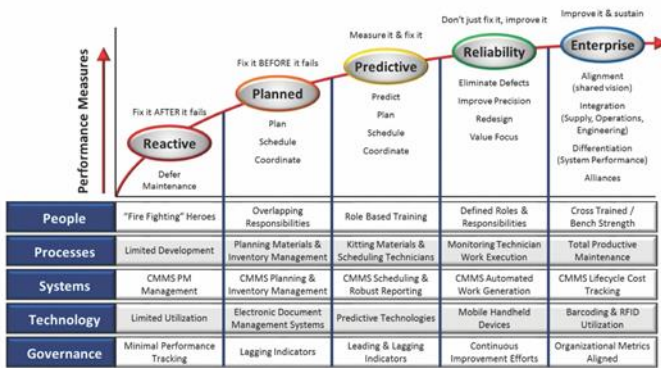 Don't just fix it, improve it
Improve it & sustain
Measure it & fix it
Fix it BEFORE it fails
Fix it AFTER it fails
Performance Measures
Reactive
Defer
Maintenance
Planned
Plan
Schedule
Coordinate
Predictive
Predict
Plan
Schedule
Coordinate
Reliability
Eliminate Defects
Improve Precision
Redesign
Value Focus
Enterprise
Alignment
(shared vision)
Integration
(Supply, Operations,
Engineering)
Differentiation
(System Performance)
Alliances
People
"Fire Fighting" Heroes
Overlapping
Responsibilities
Role Based Training
Defined Roles &
Responsibilities
Cross Trained /
Bench Strength
Processes
Limited Development
Planning Materials &
Inventory Management
Kitting Materials &
Scheduling Technicians
Monitoring Technician
Work Execution
Total Productive
Maintenance
Systems
CMMS PM
Management
CMMS Planning &
Inventory Management
CMMS Scheduling &
Robust Reporting
CMMS Automated
Work Generation
CMMS Lifecycle Cost
Tracking
Technology
Limited Utilization
Electronic Document
Management Systems
Predictive Technologies
Mobile Handheld
Devices
Barcoding & RFID
Utilization
Governance
Minimal Performance
Tracking
Lagging Indicators
Leading & Lagging
Indicators
Continuous
Improvement Efforts
Organizational Metrics
Aligned